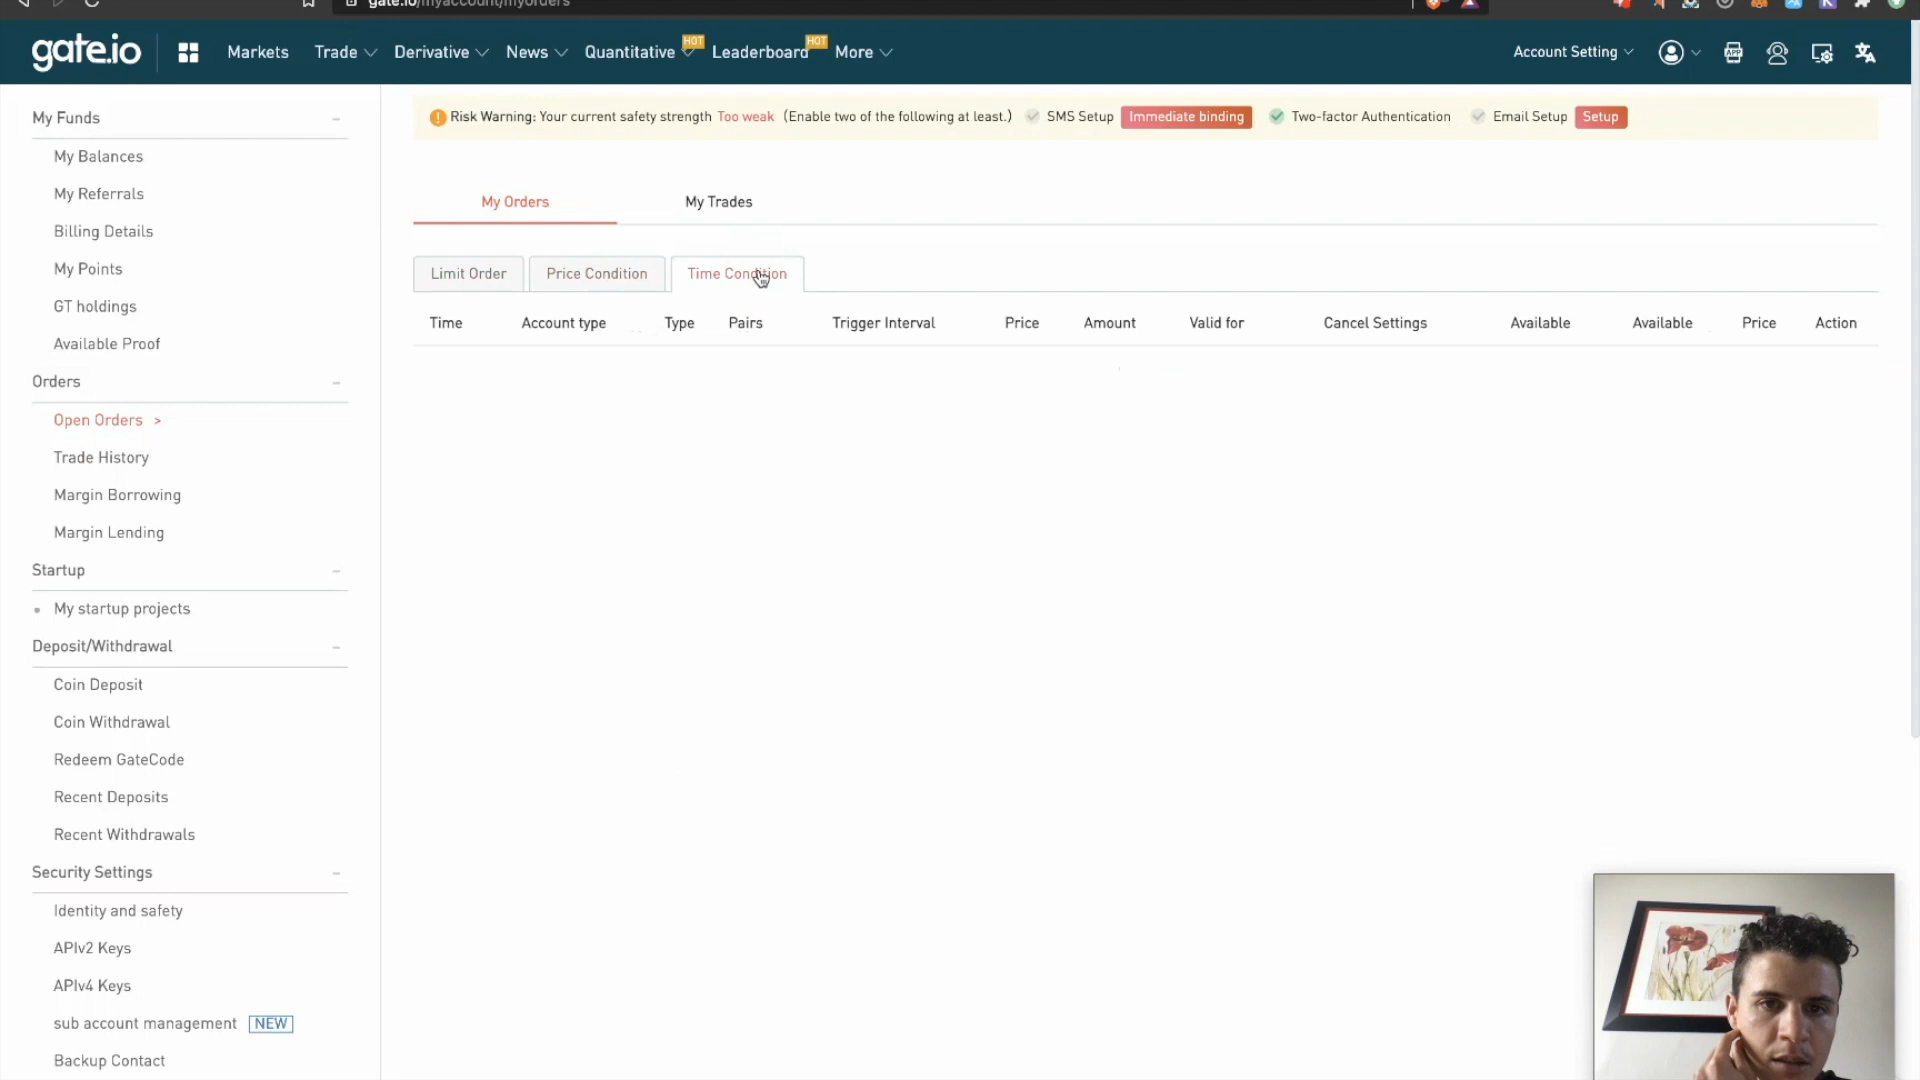 gate.io/myaccount/myorders
gate.io
Markets
Trade
Derivative
News
Quantitative
HOT
Leaderboard
HOT
More
Account Setting
APP
My Funds
My Balances
My Referrals
Billing Details
My Points
GT holdings
Available Proof
Orders
Open Orders >
Trade History
Margin Borrowing
Margin Lending
Startup
My startup projects
Deposit/Withdrawal
Coin Deposit
Coin Withdrawal
Redeem GateCode
Recent Deposits
Recent Withdrawals
Security Settings
Identity and safety
APIv2 Keys
APIv4 Keys
sub account management NEW
Backup Contact
Risk Warning: Your current safety strength Too weak (Enable two of the following at least.) SMS Setup Immediate binding Two-factor Authentication Email Setup Setup
My Orders My Trades
Limit Order Price Condition Time Condition
Time Account type Type Pairs Trigger Interval Price Amount Valid for Cancel Settings Available Available Price Action